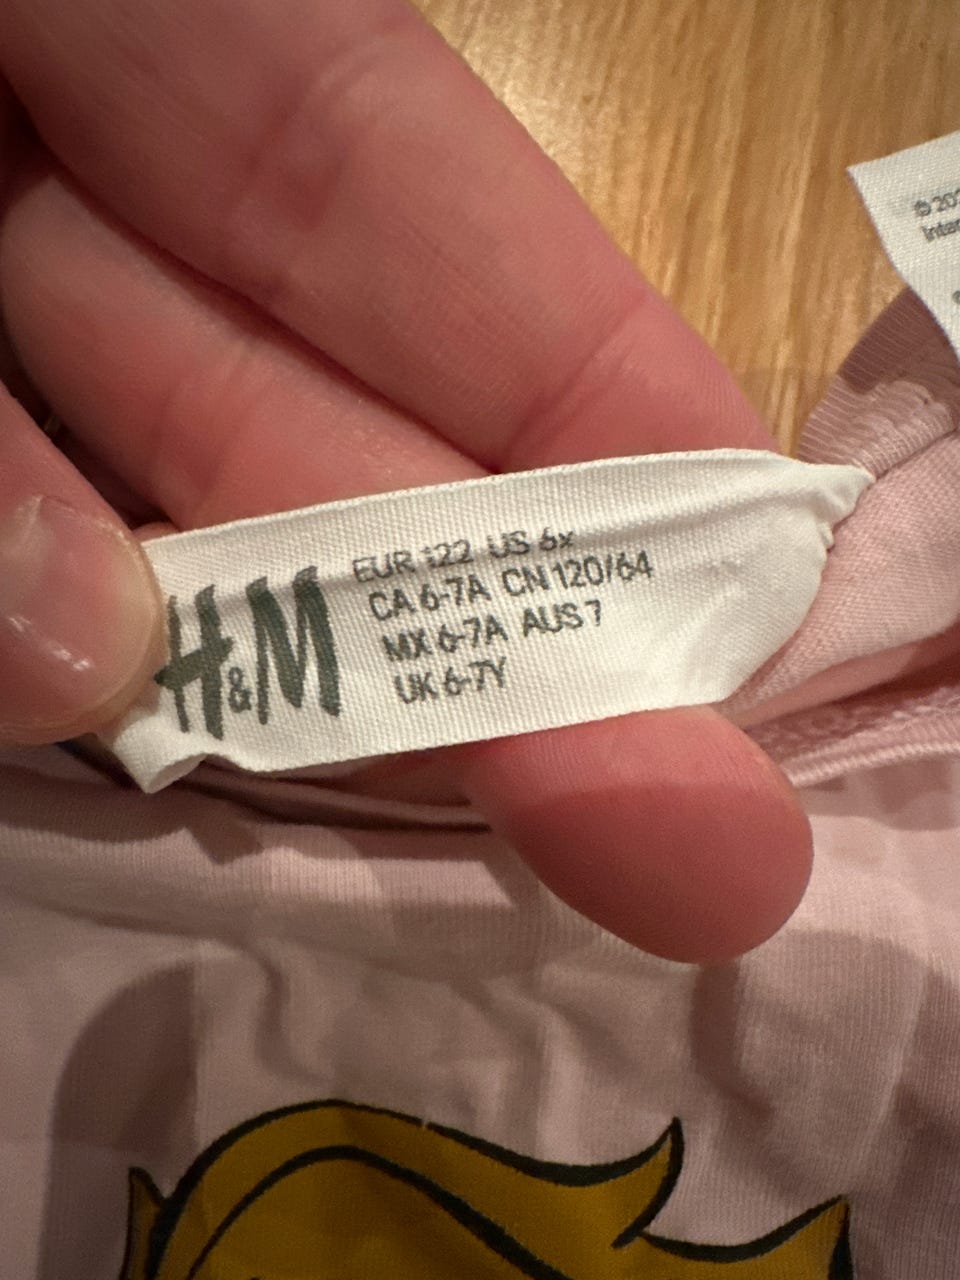 H&M
EUR 122 US 6x
CA 6-7A CN 120/64
MX 6-7A AUS 7
UK 6-7Y